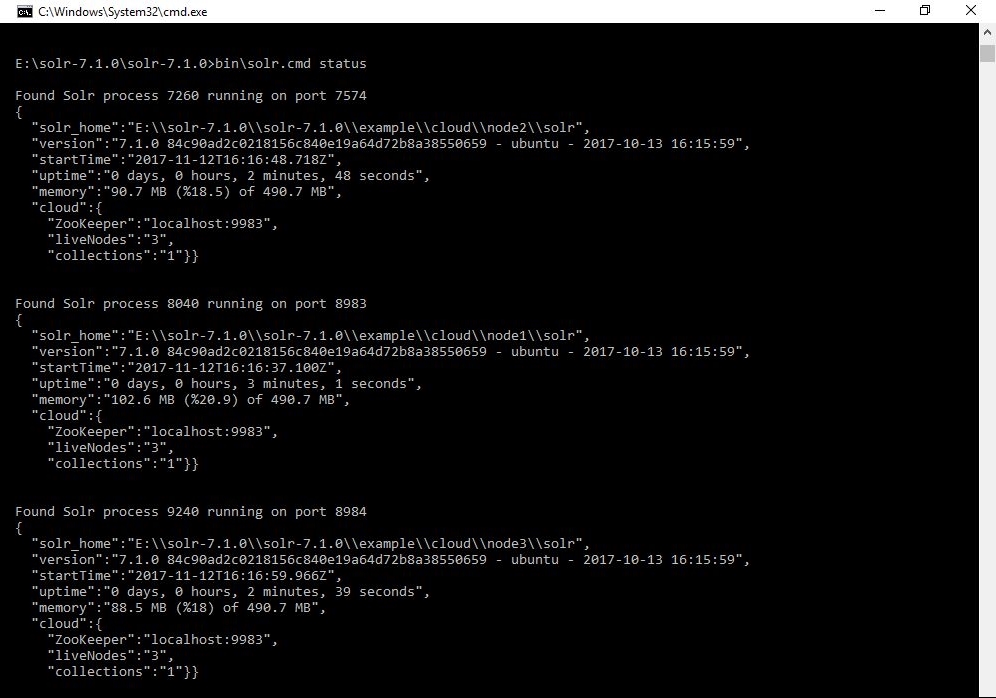 C:\Windows\System32\cmd.exe
E:\solr-7.1.0\solr-7.1.0>bin\solr.cmd status
Found Solr process 7260 running on port 7574
{
"solr_home":"E:\\solr-7.1.0\\solr-7.1.0\\example\\cloud\\node2\\solr",
"version":"7.1.0 84c90ad2c0218156c840e19a64d72b8a38550659 - ubuntu - 2017-10-13 16:15:59",
"startTime":"2017-11-12T16:16:48.718Z",
"uptime":"0 days, 0 hours, 2 minutes, 48 seconds",
"memory":"90.7 MB (%18.5) of 490.7 MB",
"cloud":{
"ZooKeeper":"localhost:9983",
"liveNodes":"3",
"collections":"1"}}
Found Solr process 8040 running on port 8983
{
"solr_home":"E:\\solr-7.1.0\\solr-7.1.0\\example\\cloud\\node1\\solr",
"version":"7.1.0 84c90ad2c0218156c840e19a64d72b8a38550659 - ubuntu - 2017-10-13 16:15:59",
"startTime":"2017-11-12T16:16:37.100Z",
"uptime":"0 days, 0 hours, 3 minutes, 1 seconds",
"memory":"102.6 MB (%20.9) of 490.7 MB",
"cloud":{
"ZooKeeper":"localhost:9983",
"liveNodes":"3",
"collections":"1"}}
Found Solr process 9240 running on port 8984
{
"solr_home":"E:\\solr-7.1.0\\solr-7.1.0\\example\\cloud\\node3\\solr",
"version":"7.1.0 84c90ad2c0218156c840e19a64d72b8a38550659 - ubuntu - 2017-10-13 16:15:59",
"startTime":"2017-11-12T16:16:59.966Z",
"uptime":"0 days, 0 hours, 2 minutes, 39 seconds",
"memory":"88.5 MB (%18) of 490.7 MB",
"cloud":{
"ZooKeeper":"localhost:9983",
"liveNodes":"3",
"collections":"1"}}